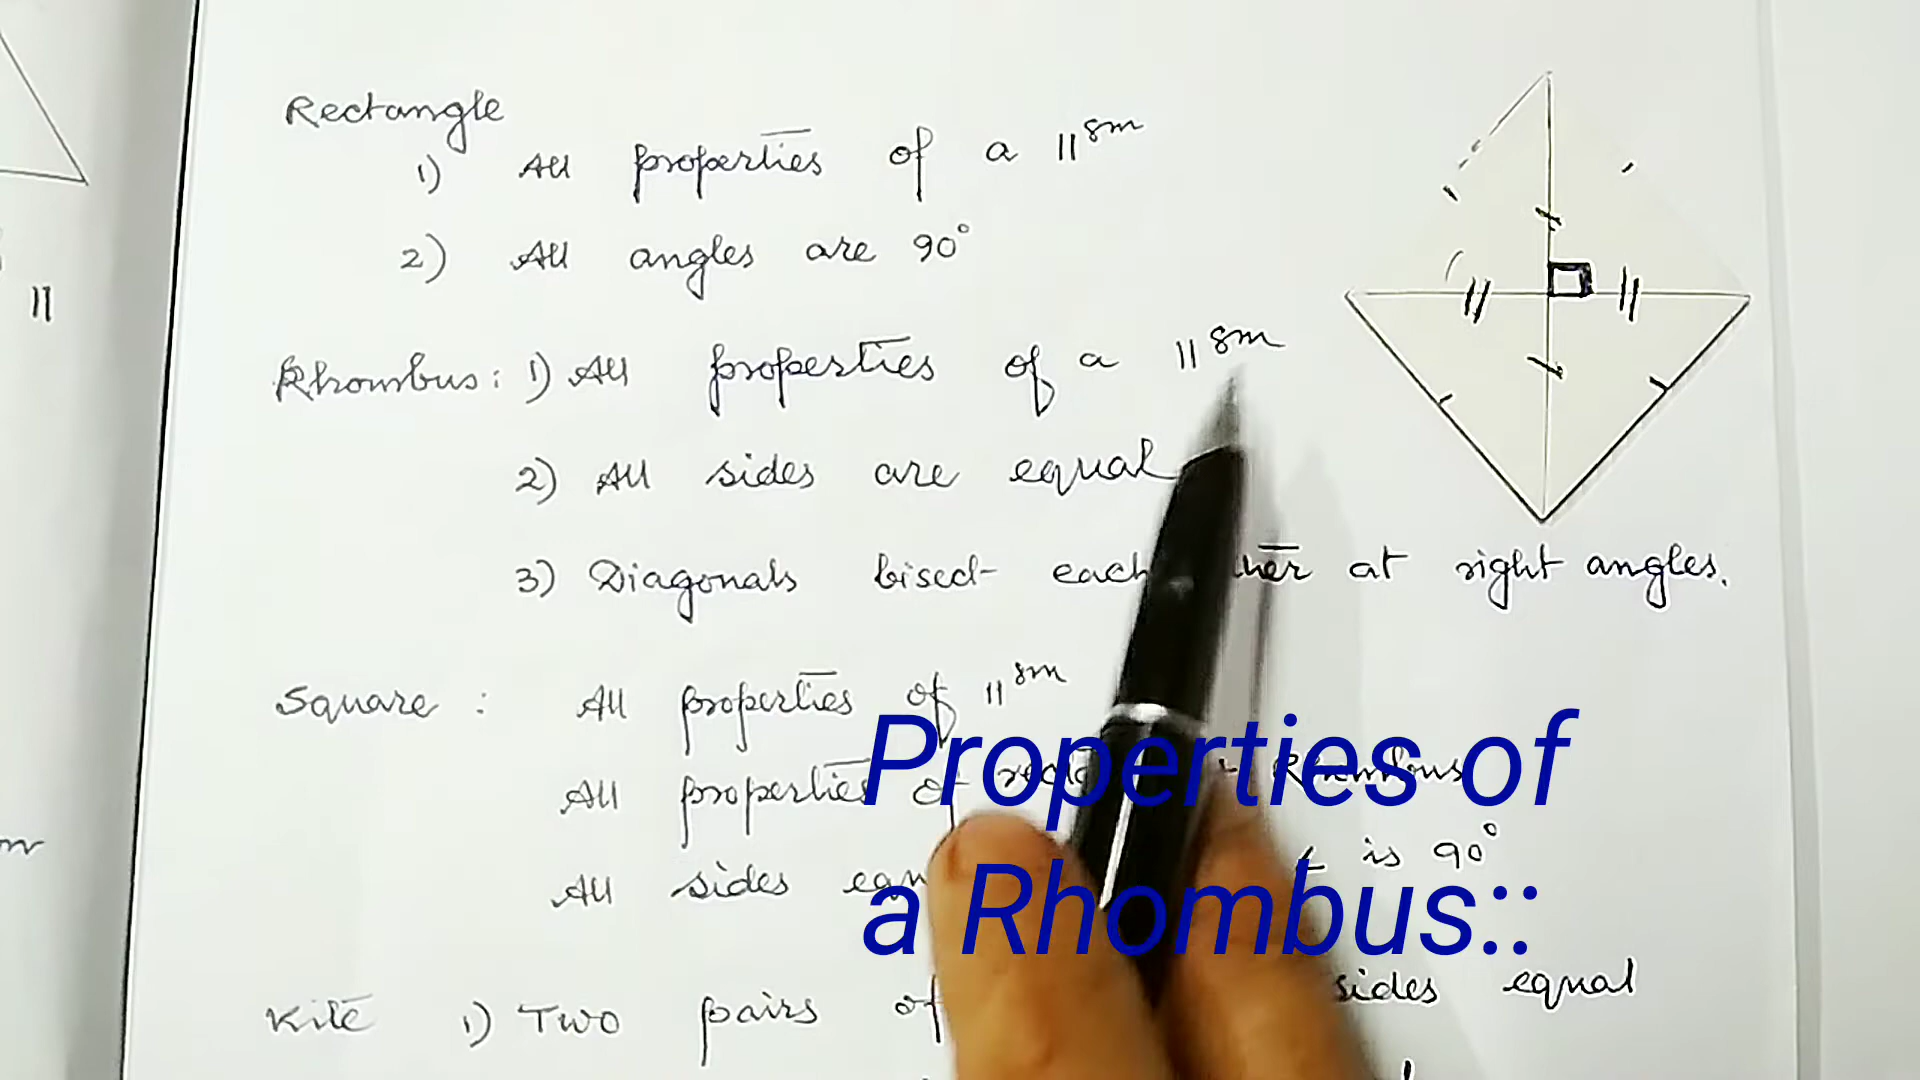 Rectangle
1) All properties of a ||gm
2) All angles are 90°
Rhombus: 1) All properties of a ||gm
2) All sides are equal
3) Diagonals bisect each at right angles.
Square : All properties of ||gm
All properties of Rhombus
All sides is 90°
Kite 1) Two pairs of sides equal
Properties of
a Rhombus::